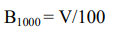 B₁₀₀₀ = V/100